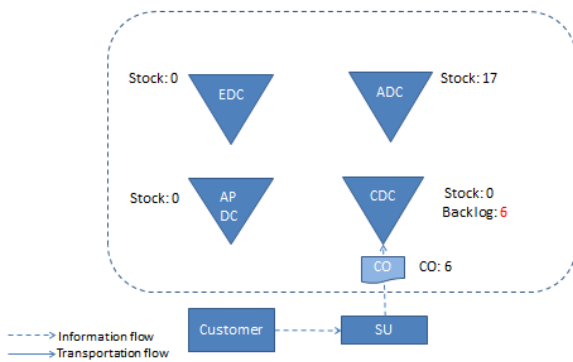 Stock: 0
EDC
ADC
Stock: 17
Stock: 0
AP
DC
CDC
Stock: 0
Backlog: 6
CO
CO: 6
Customer
SU
Information flow
Transportation flow